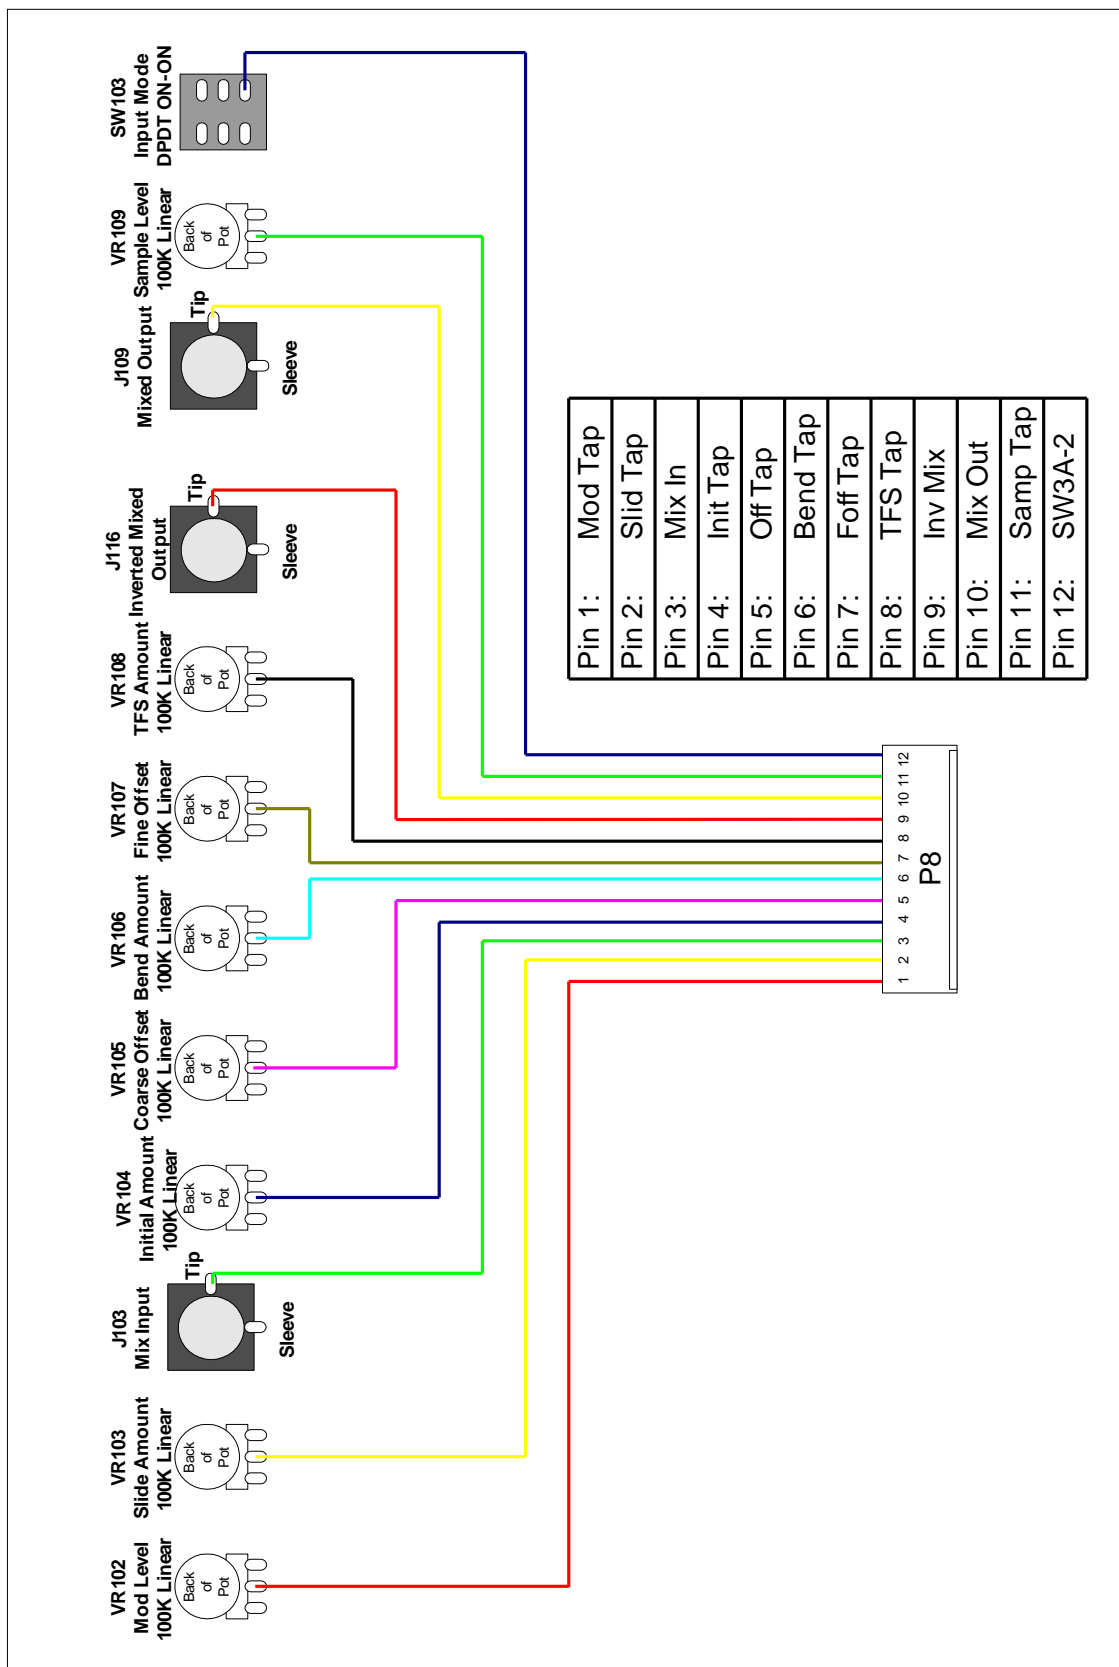 VR102
Mod Level
100K Linear
Back
of
Pot
VR103
Slide Amount
100K Linear
Back
of
Pot
J103
Mix Input
Tip
Sleeve
VR104
Initial Amount
100K Linear
Back
of
Pot
VR105
Coarse Offset
100K Linear
Back
of
Pot
VR106
Bend Amount
100K Linear
Back
of
Pot
VR107
Fine Offset
100K Linear
Back
of
Pot
VR108
TFS Amount
100K Linear
Back
of
Pot
J116
Inverted Mixed
Output
Tip
Sleeve
J109
Mixed Output
Tip
Sleeve
VR109
Sample Level
100K Linear
Back
of
Pot
SW103
Input Mode
DPDT ON-ON
1 2 3 4 5 6 7 8 9 10 11 12
P8
Pin 1: Mod Tap
Pin 2: Slid Tap
Pin 3: Mix In
Pin 4: Init Tap
Pin 5: Off Tap
Pin 6: Bend Tap
Pin 7: Foff Tap
Pin 8: TFS Tap
Pin 9: Inv Mix
Pin 10: Mix Out
Pin 11: Samp Tap
Pin 12: SW3A-2